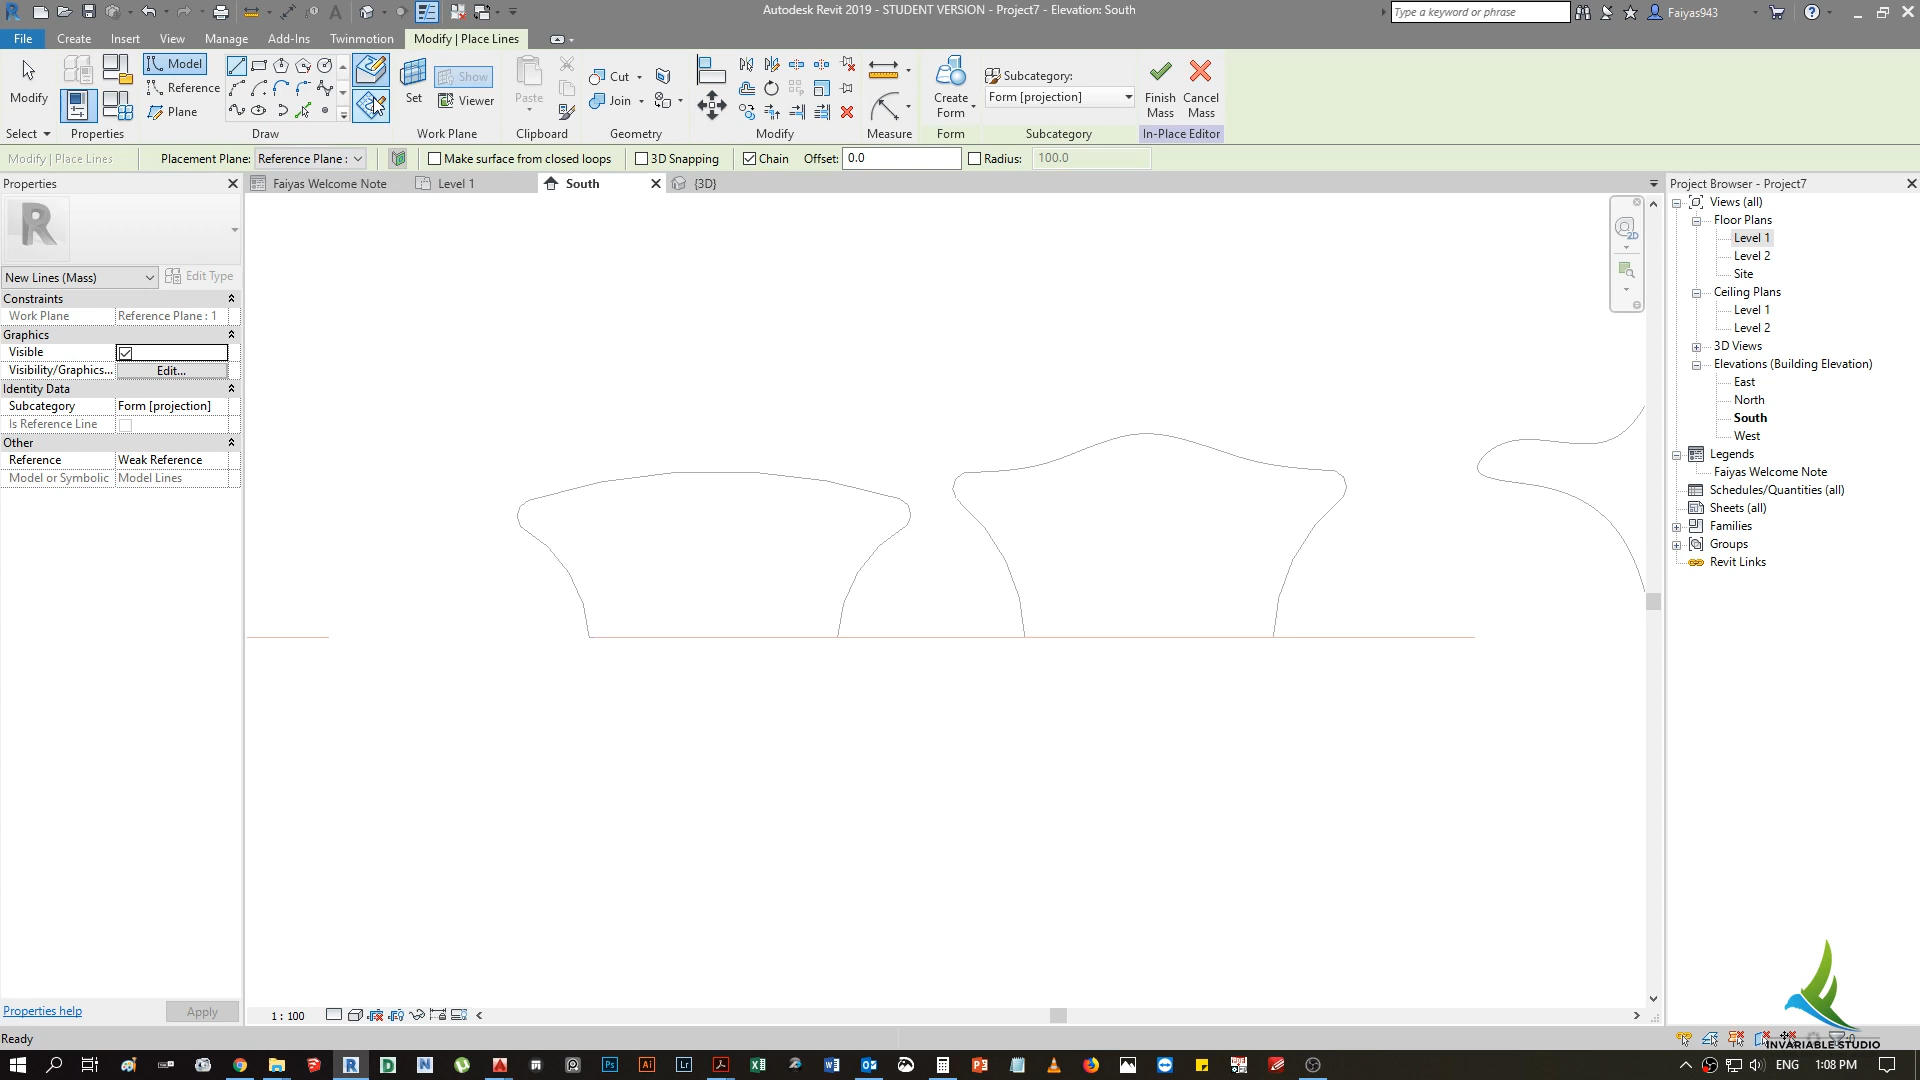 Autodesk Revit 2019 - STUDENT VERSION - Project7 - Elevation: South
Type a keyword or phrase
Faiyas943
File
Create
Insert
View
Manage
Add-Ins
Twinmotion
Modify | Place Lines
Modify
Model
Reference
Plane
Set
Show
Viewer
Paste
Cut
Join
Create
Form
Subcategory:
Form [projection]
Finish
Mass
Cancel
Mass
Select
Properties
Draw
Work Plane
Clipboard
Geometry
Modify
Measure
Form
Subcategory
In-Place Editor
Modify | Place Lines
Placement Plane:
Reference Plane :
Make surface from closed loops
3D Snapping
Chain
Offset:
0.0
Radius:
100.0
Properties
Faiyas Welcome Note
Level 1
South
{3D}
Project Browser - Project7
R
New Lines (Mass)
Edit Type
Constraints
Work Plane
Reference Plane : 1
Graphics
Visible
Visibility/Graphics...
Edit...
Identity Data
Subcategory
Form [projection]
Is Reference Line
Other
Reference
Weak Reference
Model or Symbolic
Model Lines
Properties help
Apply
2D
Views (all)
Floor Plans
Level 1
Level 2
Site
Ceiling Plans
Level 1
Level 2
3D Views
Elevations (Building Elevation)
East
North
South
West
Legends
Faiyas Welcome Note
Schedules/Quantities (all)
Sheets (all)
Families
Groups
Revit Links
1 : 100
Ready
INVARIABLE STUDIO
ENG
1:08 PM